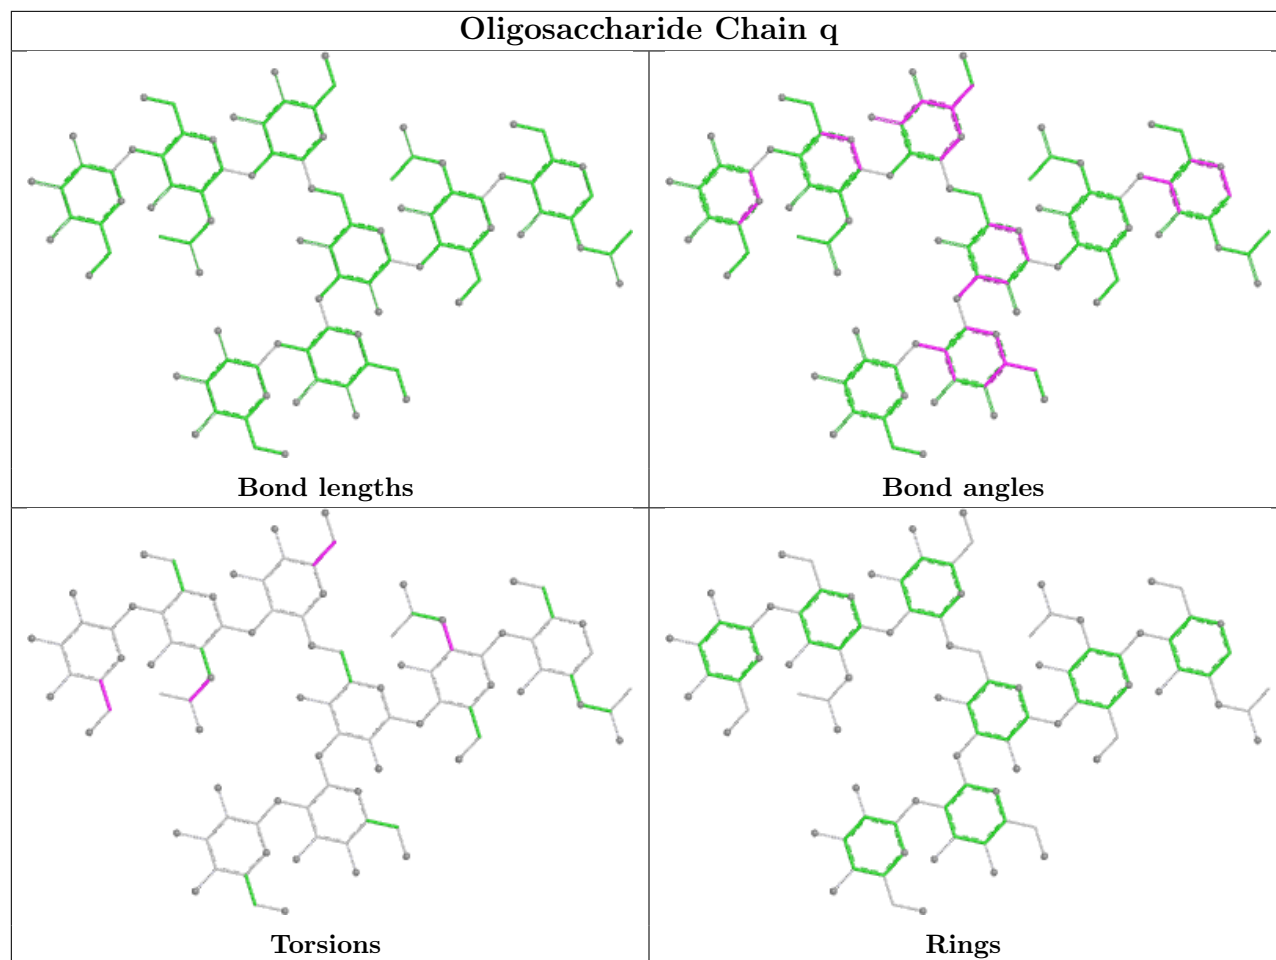 Oligosaccharide Chain q
Bond lengths
Bond angles
Torsions
Rings